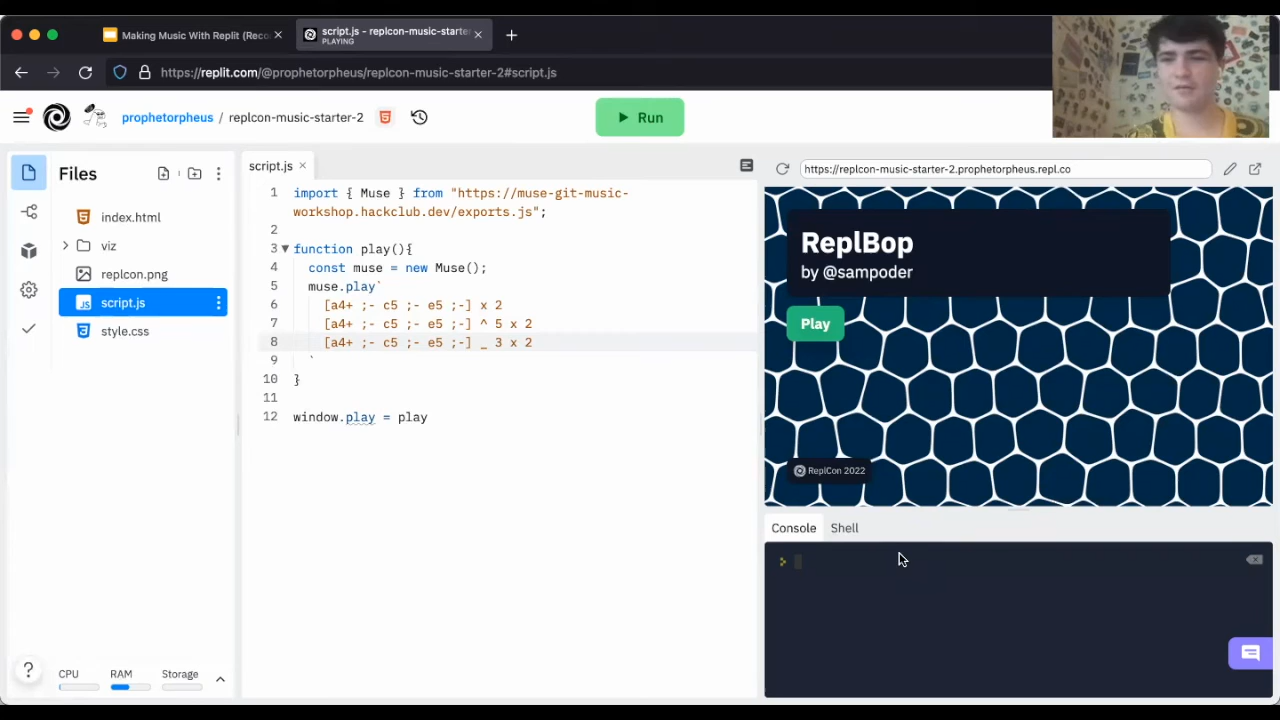 Making Music With Replit (Reco
script.js - replcon-music-starte
PLAYING
https://replit.com/@prophetorpheus/replcon-music-starter-2#script.js
prophetorpheus / replcon-music-starter-2
Run
Files
index.html
viz
replcon.png
script.js
style.css
CPU
RAM
Storage
script.js
1 import { Muse } from "https://muse-git-music-
workshop.hackclub.dev/exports.js";
2
3 function play(){
4 const muse = new Muse();
5 muse.play`
6 [a4+ ;- c5 ;- e5 ;-] x 2
7 [a4+ ;- c5 ;- e5 ;-] ^ 5 x 2
8 [a4+ ;- c5 ;- e5 ;-] _ 3 x 2
9 `
10 }
11
12 window.play = play
https://replcon-music-starter-2.prophetorpheus.repl.co
ReplBop
by @sampoder
Play
ReplCon 2022
Console
Shell